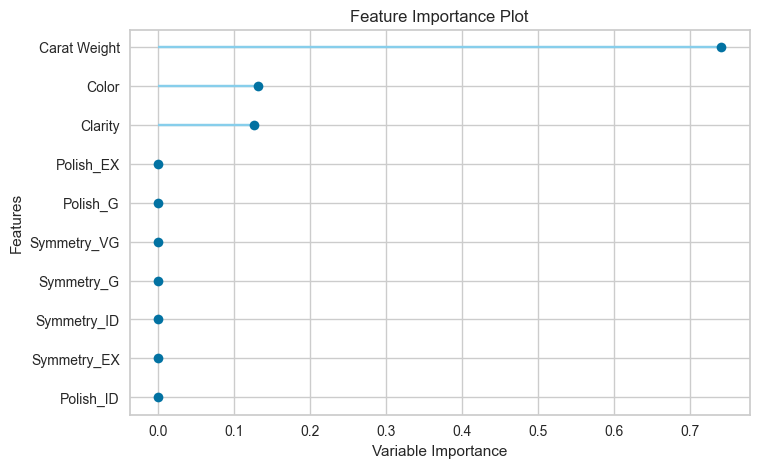 Feature Importance Plot
Carat Weight
Color
Clarity
Polish_EX
Polish_G
Symmetry_VG
Symmetry_G
Symmetry_ID
Symmetry_EX
Polish_ID
Features
0.0 0.1 0.2 0.3 0.4 0.5 0.6 0.7
Variable Importance